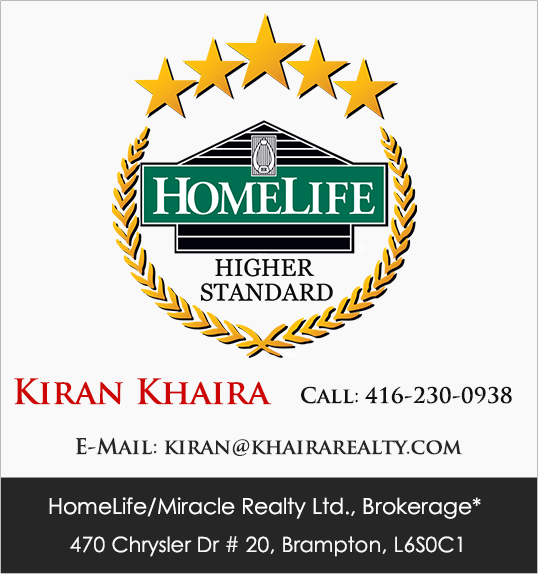 HOMELIFE
HIGHER
STANDARD
KIRAN KHAIRA CALL: 416-230-0938
E-MAIL: KIRAN@KHAIRAREALTY.COM
HomeLife/Miracle Realty Ltd., Brokerage*
470 Chrysler Dr # 20, Brampton, L6S0C1